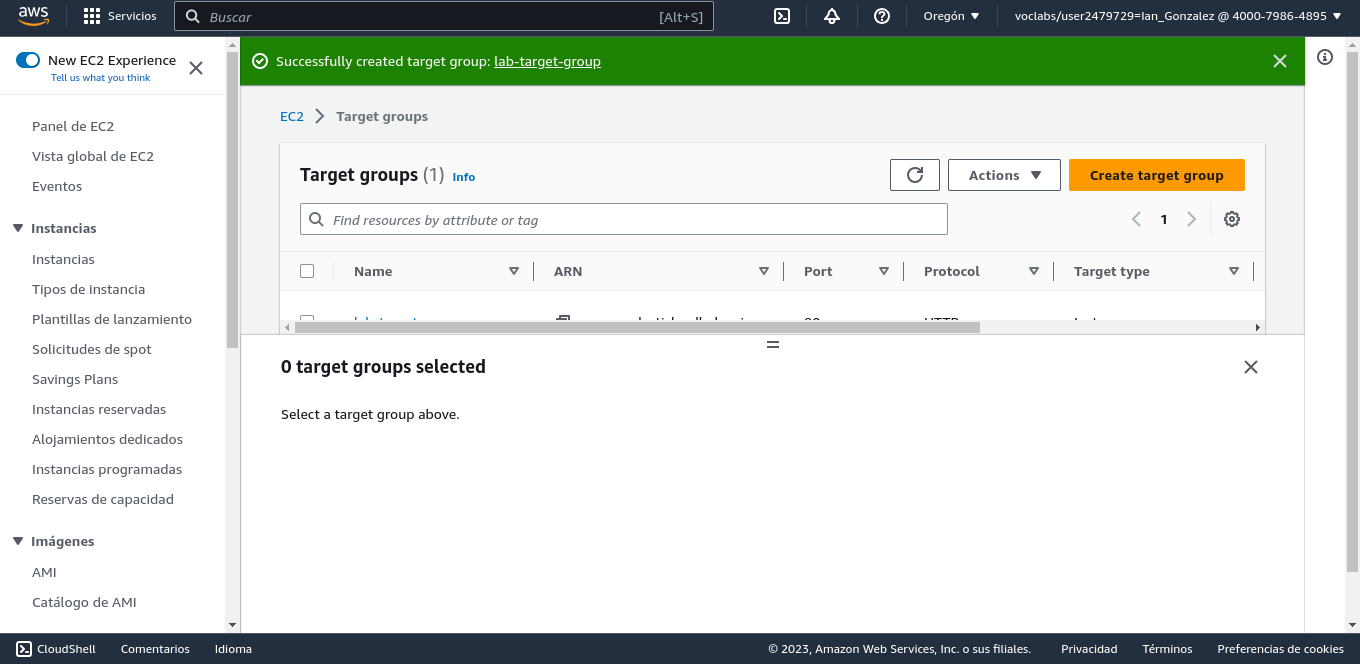 aws
Servicios
Buscar
[Alt+S]
Oregón
voclabs/user2479729=Ian_Gonzalez @ 4000-7986-4895
New EC2 Experience
Tell us what you think
Panel de EC2
Vista global de EC2
Eventos
Instancias
Instancias
Tipos de instancia
Plantillas de lanzamiento
Solicitudes de spot
Savings Plans
Instancias reservadas
Alojamientos dedicados
Instancias programadas
Reservas de capacidad
Imágenes
AMI
Catálogo de AMI
Successfully created target group: lab-target-group
EC2 > Target groups
Target groups (1) Info
Actions
Create target group
Find resources by attribute or tag
1
Name ARN Port Protocol Target type
0 target groups selected
Select a target group above.
CloudShell Comentarios Idioma
© 2023, Amazon Web Services, Inc. o sus filiales. Privacidad Términos Preferencias de cookies